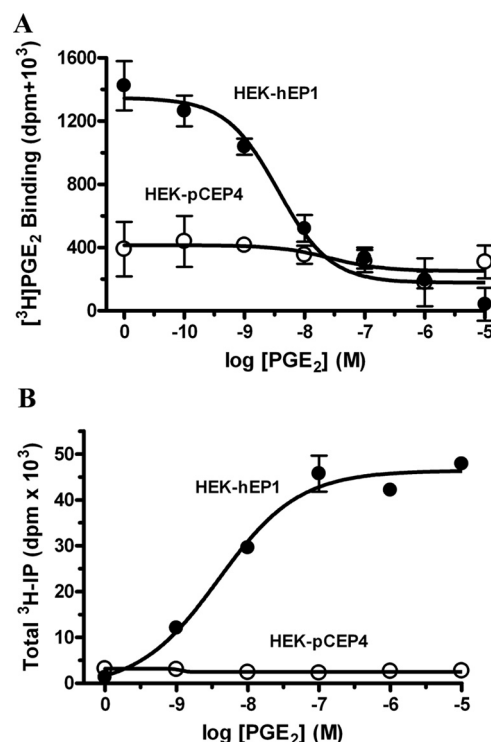 A
[³H]PGE₂ Binding (dpm+10³)
1600
1200
800
400
0
HEK-hEP1
HEK-pCEP4
0 -10 -9 -8 -7 -6 -5
log [PGE₂] (M)
B
Total ³H-IP (dpm x 10³)
50
40
30
20
10
0
HEK-hEP1
HEK-pCEP4
0 -9 -8 -7 -6 -5
log [PGE₂] (M)